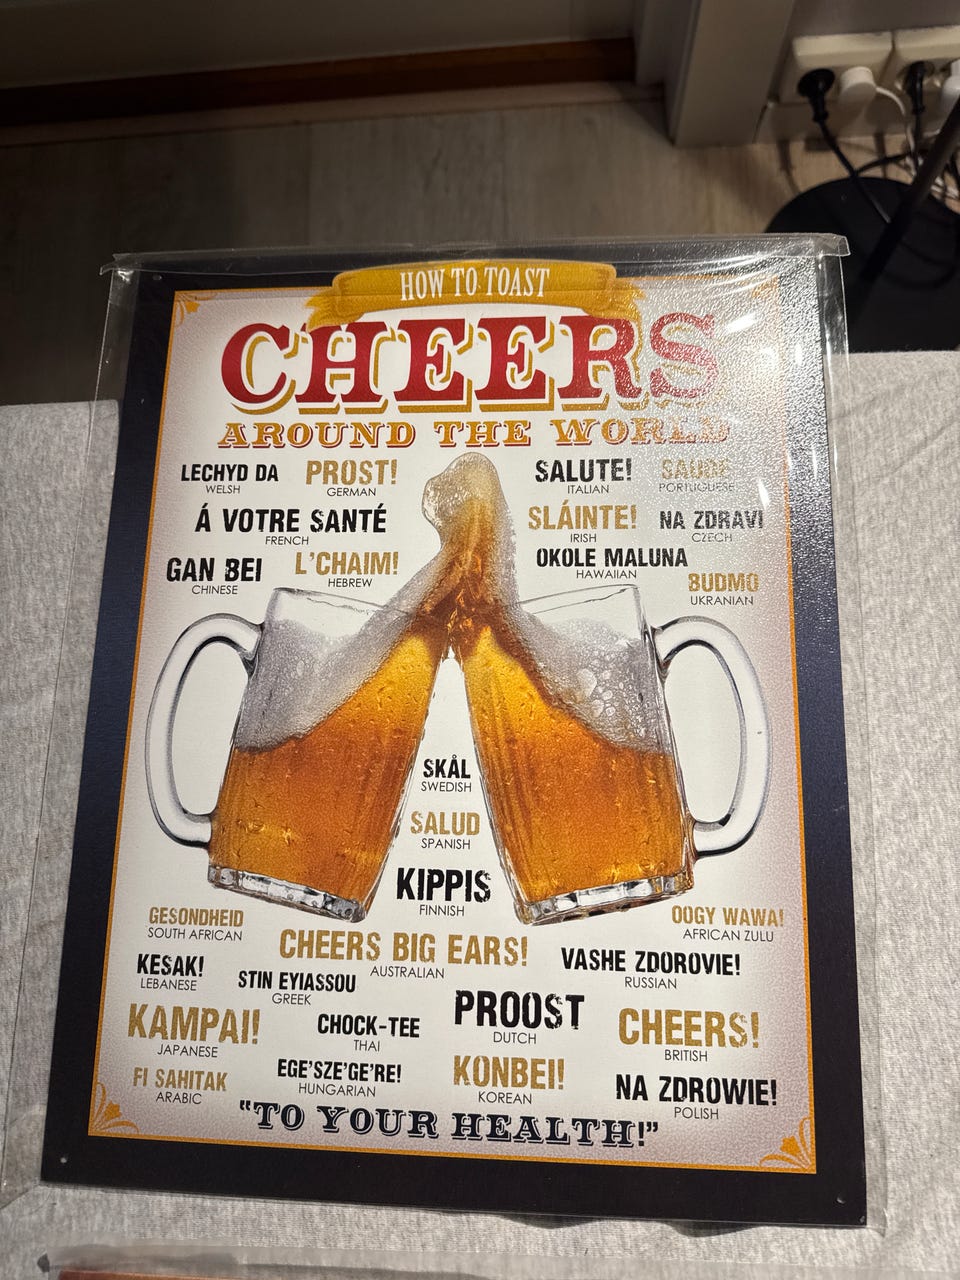 HOW TO TOAST
CHEERS
AROUND THE WORLD
LECHYD DA
WELSH
PROST!
GERMAN
SALUTE!
ITALIAN
SAUDE
PORTUGUESE
Á VOTRE SANTÉ
FRENCH
SLÁINTE!
IRISH
NA ZDRAVI
CZECH
GAN BEI
CHINESE
L'CHAIM!
HEBREW
OKOLE MALUNA
HAWAIIAN
BUDMO
UKRANIAN
SKÅL
SWEDISH
SALUD
SPANISH
KIPPIS
FINNISH
GESONDHEID
SOUTH AFRICAN
CHEERS BIG EARS!
AUSTRALIAN
OOGY WAWA!
AFRICAN ZULU
KESAK!
LEBANESE
STIN EYIASSOU
GREEK
VASHE ZDOROVIE!
RUSSIAN
KAMPAI!
JAPANESE
CHOCK-TEE
THAI
PROOST
DUTCH
CHEERS!
BRITISH
FI SAHITAK
ARABIC
EGE'SZE'GE'RE!
HUNGARIAN
KONBEI!
KOREAN
NA ZDROWIE!
POLISH
"TO YOUR HEALTH!"